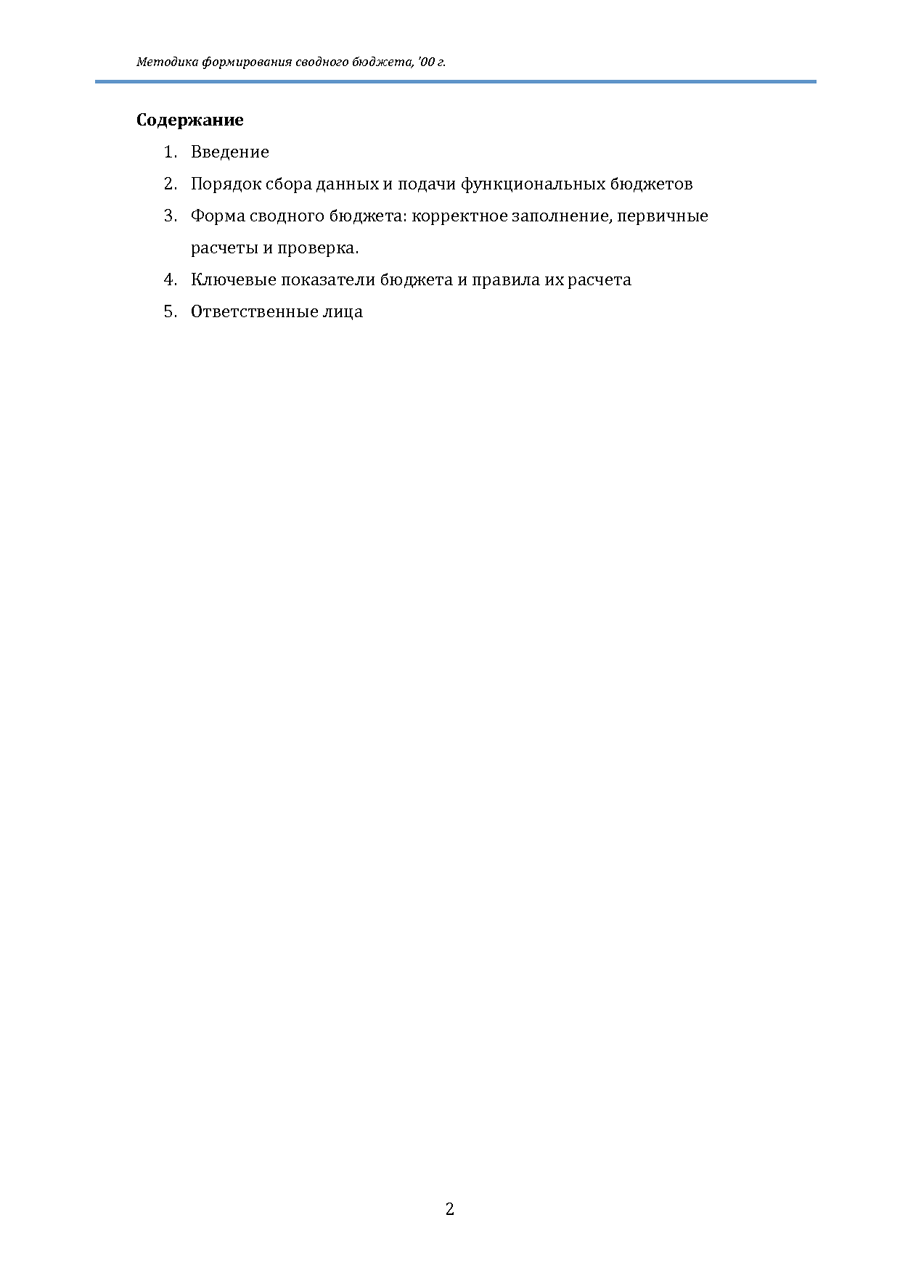 Методика формирования сводного бюджета, '00 г.
Содержание
1. Введение
2. Порядок сбора данных и подачи функциональных бюджетов
3. Форма сводного бюджета: корректное заполнение, первичные
расчеты и проверка.
4. Ключевые показатели бюджета и правила их расчета
5. Ответственные лица
2